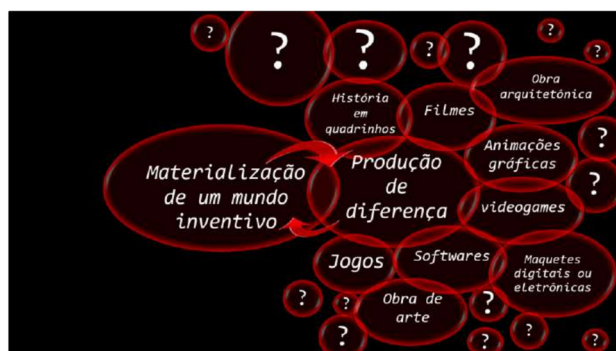 ?
?
?
?
?
?
?
Obra
arquitetônica
História
em
quadrinhos
Filmes
Animações
gráficas
?
?
Materialização
de um mundo
inventivo
Produção
de
diferença
videogames
Jogos
Softwares
Maquetes
digitais ou
eletrônicas
?
?
Obra de
arte
?
?
?
?
?